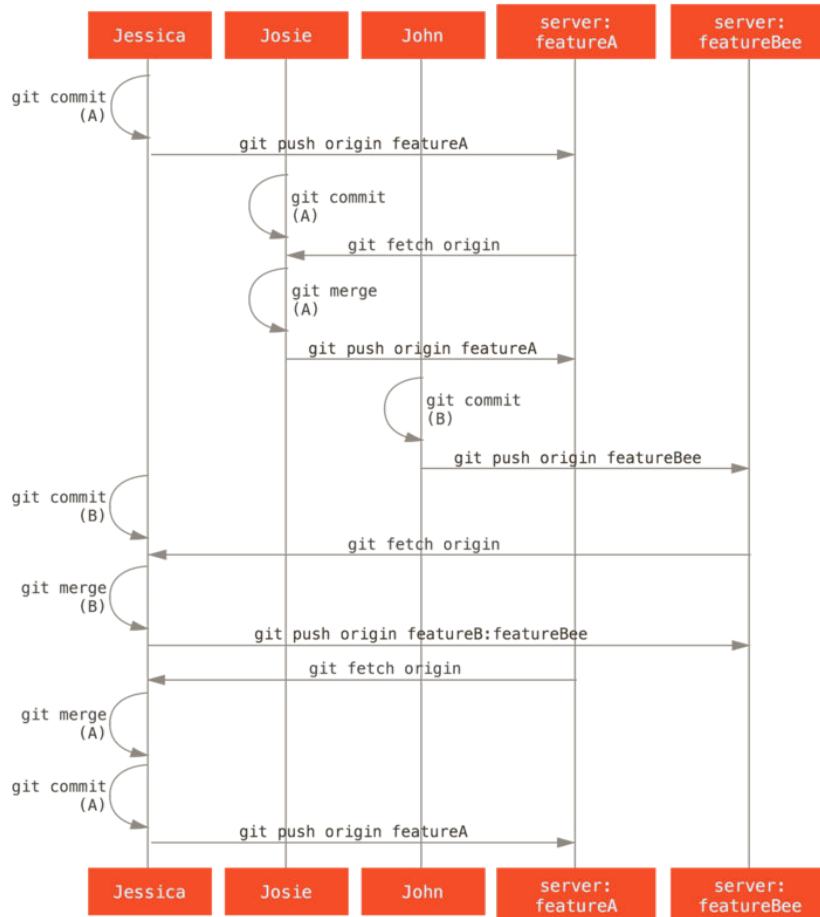 Jessica
Josie
John
server:
featureA
server:
featureBee
git commit
(A)
git push origin featureA
git commit
(A)
git fetch origin
git merge
(A)
git push origin featureA
git commit
(B)
git push origin featureBee
git commit
(B)
git fetch origin
git merge
(B)
git push origin featureB:featureBee
git fetch origin
git merge
(A)
git commit
(A)
git push origin featureA
Jessica
Josie
John
server:
featureA
server:
featureBee